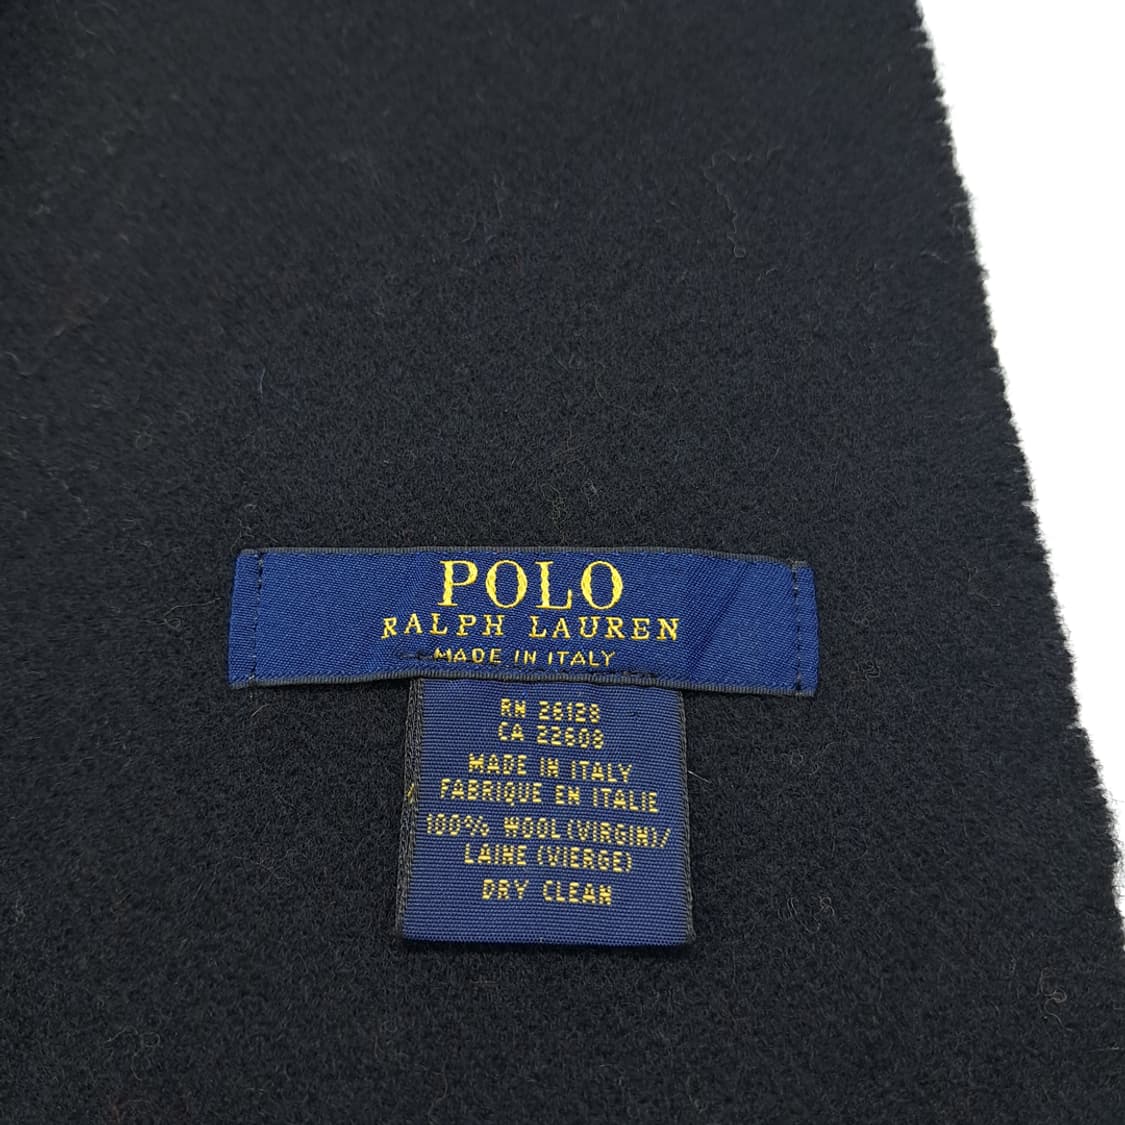 POLO
RALPH LAUREN
MADE IN ITALY
RN 26128
CA 22608
MADE IN ITALY
FABRIQUE EN ITALIE
100% WOOL (VIRGIN)/
LAINE (VIERGE)
DRY CLEAN